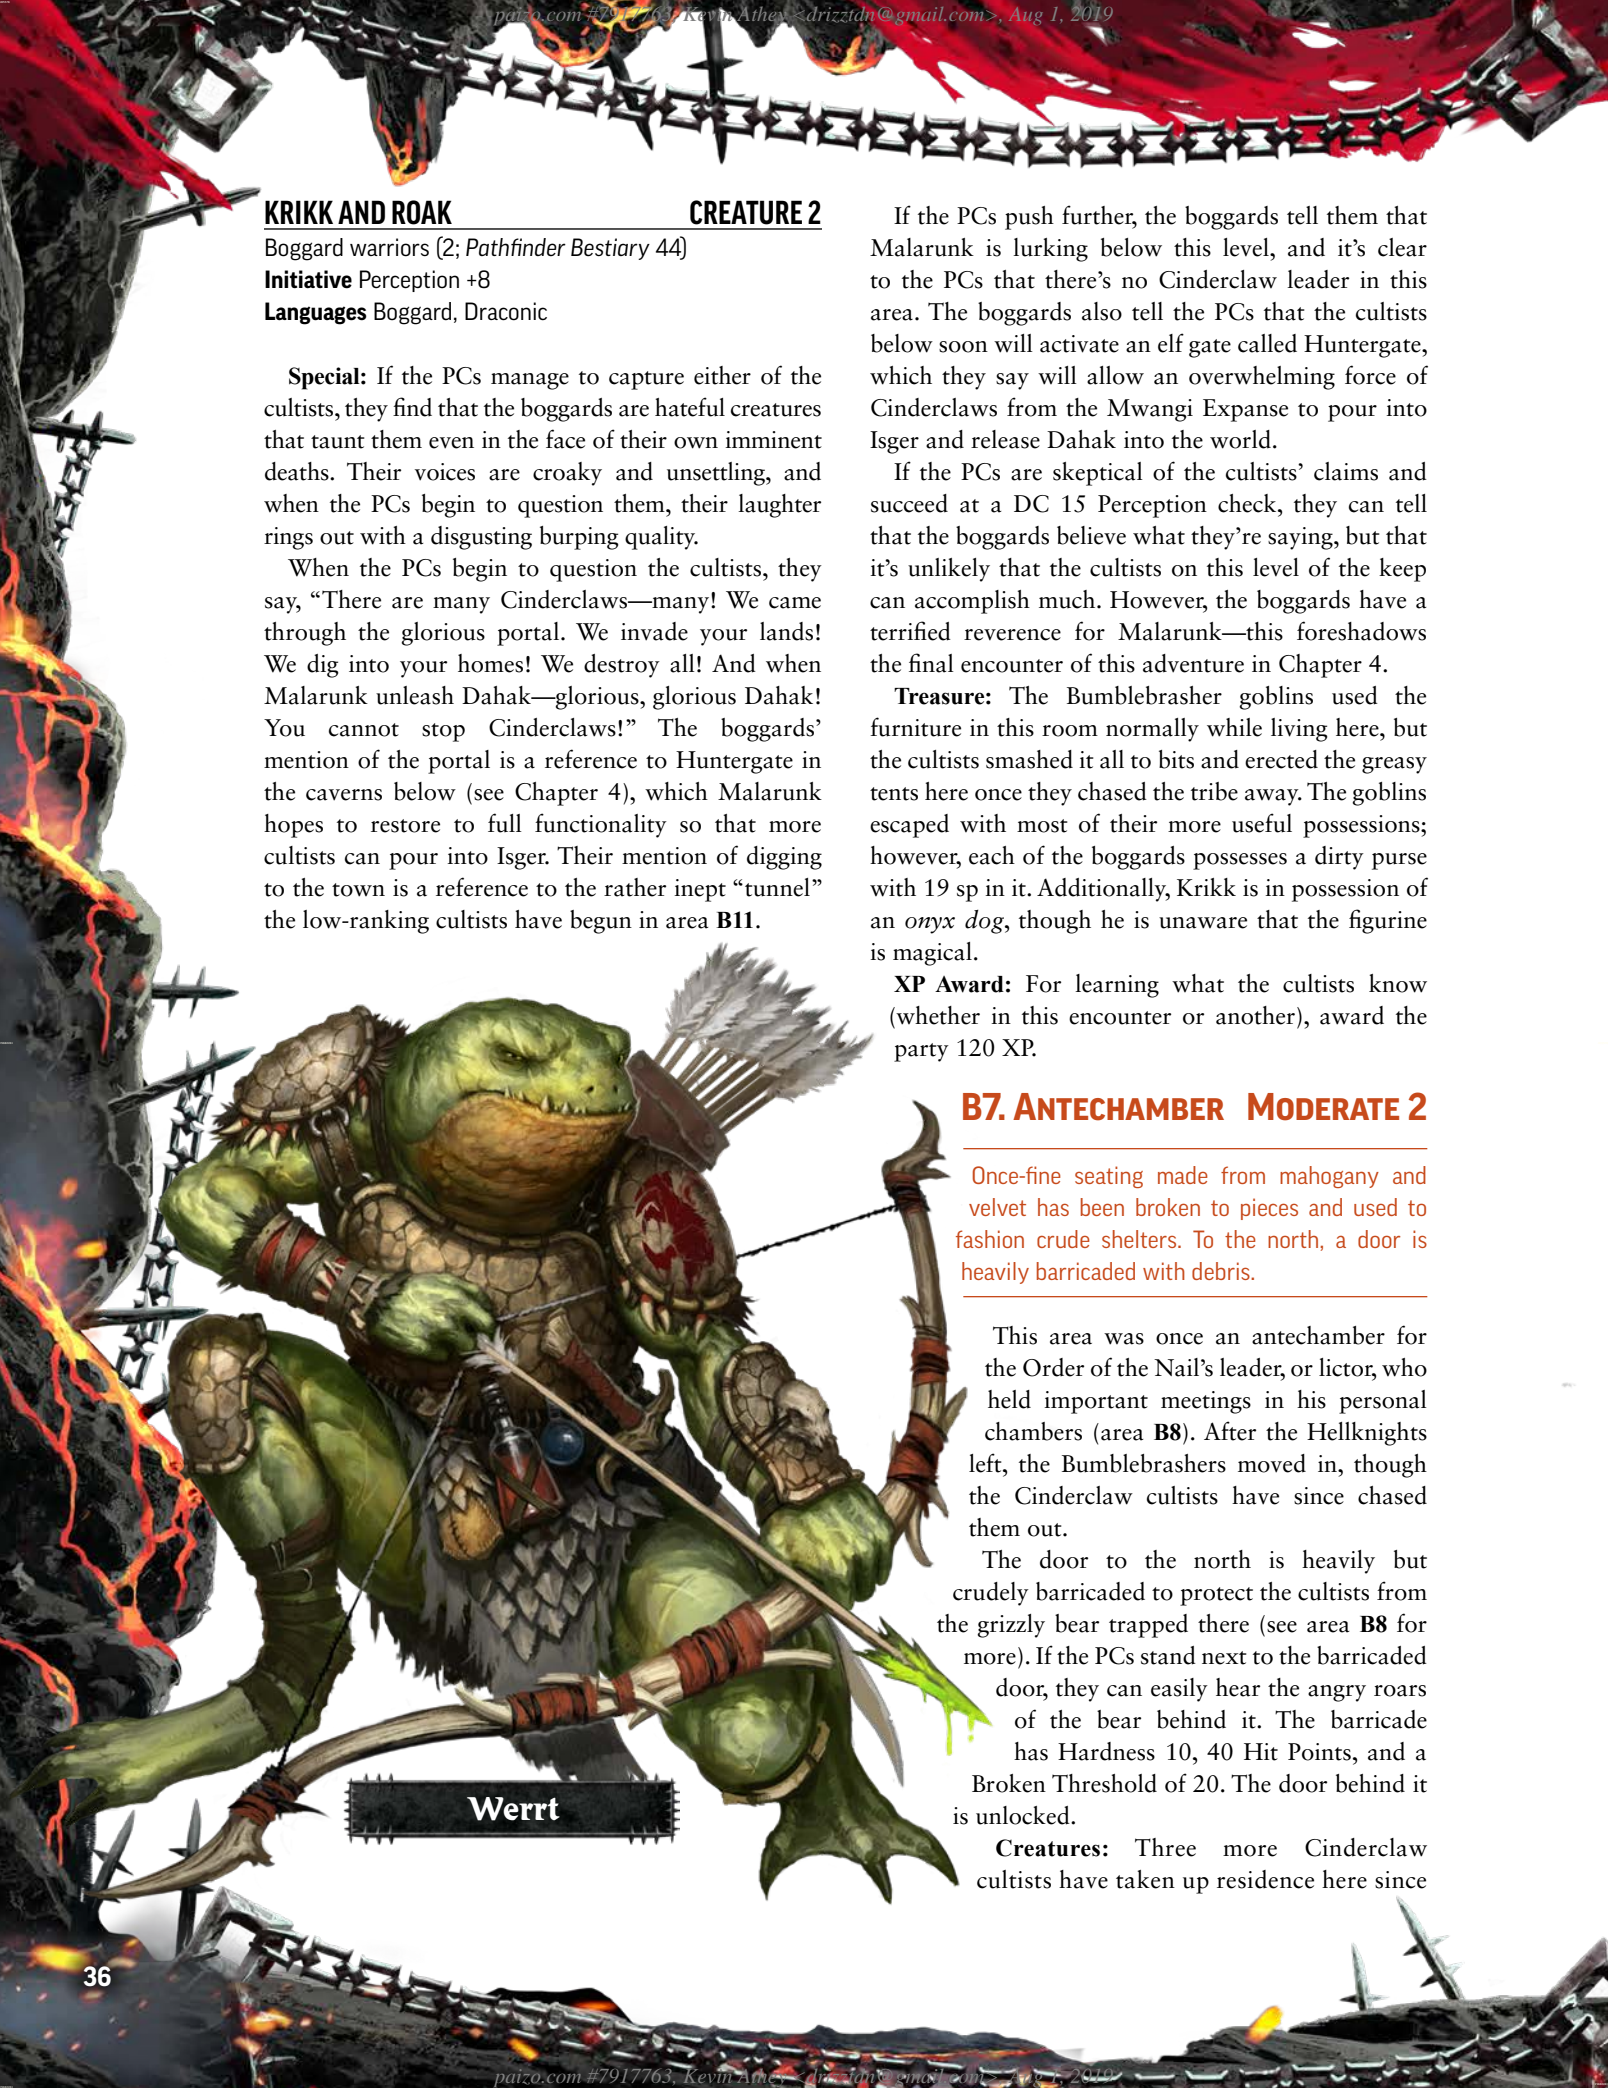 paizo.com #7917763, Kevin Athey <drizztdn@gmail.com>, Aug 1, 2019
KRIKK AND ROAK CREATURE 2
Boggard warriors (2; Pathfinder Bestiary 44)
Initiative Perception +8
Languages Boggard, Draconic
Special: If the PCs manage to capture either of the
cultists, they find that the boggards are hateful creatures
that taunt them even in the face of their own imminent
deaths. Their voices are croaky and unsettling, and
when the PCs begin to question them, their laughter
rings out with a disgusting burping quality.
When the PCs begin to question the cultists, they
say, “There are many Cinderclaws—many! We came
through the glorious portal. We invade your lands!
We dig into your homes! We destroy all! And when
Malarunk unleash Dahak—glorious, glorious Dahak!
You cannot stop Cinderclaws!” The boggards’
mention of the portal is a reference to Huntergate in
the caverns below (see Chapter 4), which Malarunk
hopes to restore to full functionality so that more
cultists can pour into Isger. Their mention of digging
to the town is a reference to the rather inept “tunnel”
the low-ranking cultists have begun in area B11.
If the PCs push further, the boggards tell them that
Malarunk is lurking below this level, and it’s clear
to the PCs that there’s no Cinderclaw leader in this
area. The boggards also tell the PCs that the cultists
below soon will activate an elf gate called Huntergate,
which they say will allow an overwhelming force of
Cinderclaws from the Mwangi Expanse to pour into
Isger and release Dahak into the world.
If the PCs are skeptical of the cultists’ claims and
succeed at a DC 15 Perception check, they can tell
that the boggards believe what they’re saying, but that
it’s unlikely that the cultists on this level of the keep
can accomplish much. However, the boggards have a
terrified reverence for Malarunk—this foreshadows
the final encounter of this adventure in Chapter 4.
Treasure: The Bumblebrasher goblins used the
furniture in this room normally while living here, but
the cultists smashed it all to bits and erected the greasy
tents here once they chased the tribe away. The goblins
escaped with most of their more useful possessions;
however, each of the boggards possesses a dirty purse
with 19 sp in it. Additionally, Krikk is in possession of
an onyx dog, though he is unaware that the figurine
is magical.
XP Award: For learning what the cultists know
(whether in this encounter or another), award the
party 120 XP.
B7. ANTECHAMBER MODERATE 2
Once-fine seating made from mahogany and
velvet has been broken to pieces and used to
fashion crude shelters. To the north, a door is
heavily barricaded with debris.
This area was once an antechamber for
the Order of the Nail’s leader, or lictor, who
held important meetings in his personal
chambers (area B8). After the Hellknights
left, the Bumblebrashers moved in, though
the Cinderclaw cultists have since chased
them out.
The door to the north is heavily but
crudely barricaded to protect the cultists from
the grizzly bear trapped there (see area B8 for
more). If the PCs stand next to the barricaded
door, they can easily hear the angry roars
of the bear behind it. The barricade
has Hardness 10, 40 Hit Points, and a
Broken Threshold of 20. The door behind it
is unlocked.
Creatures: Three more Cinderclaw
cultists have taken up residence here since
Werrt
36
paizo.com #7917763, Kevin Athey <drizztdn@gmail.com>, Aug 1, 2019